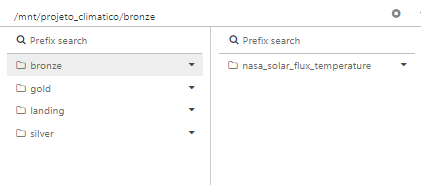 /mnt/projeto_climatico/bronze
Prefix search
bronze
gold
landing
silver
Prefix search
nasa_solar_flux_temperature